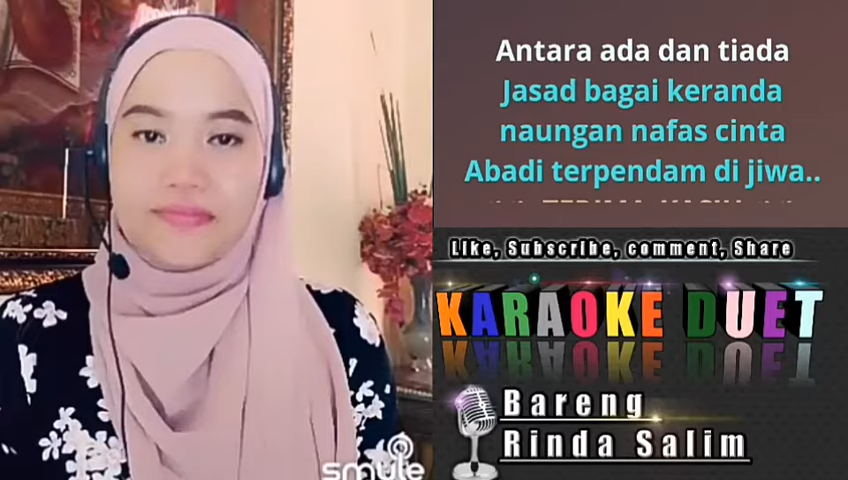 Antara ada dan tiada
Jasad bagai keranda
naungan nafas cinta
Abadi terpendam di jiwa..
Like, Subscribe, comment, Share
KARAOKE DUET
Bareng
Rinda Salim
smule